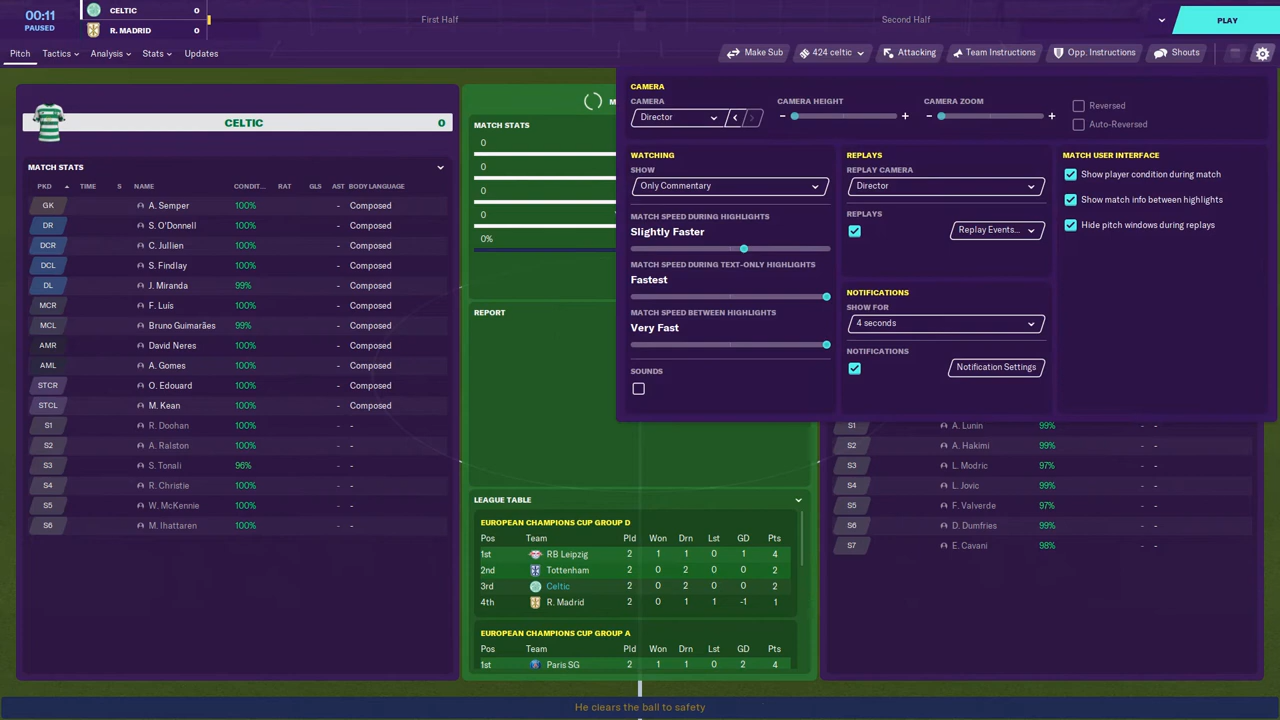 00:11
PAUSED
CELTIC 0
R. MADRID 0
First Half
Second Half
PLAY
Pitch
Tactics
Analysis
Stats
Updates
Make Sub
424 celtic
Attacking
Team Instructions
Opp. Instructions
Shouts
CELTIC 0
MATCH STATS
PKD TIME S NAME CONDIT... RAT GLS AST BODY LANGUAGE
GK A. Semper 100% - Composed
DR S. O'Donnell 100% - Composed
DCR C. Jullien 100% - Composed
DCL S. Findlay 100% - Composed
DL J. Miranda 99% - Composed
MCR F. Luís 100% - Composed
MCL Bruno Guimarães 99% - Composed
AMR David Neres 100% - Composed
AML A. Gomes 100% - Composed
STCR O. Edouard 100% - Composed
STCL M. Kean 100% - Composed
S1 R. Doohan 100% - -
S2 A. Ralston 100% - -
S3 S. Tonali 96% - -
S4 R. Christie 100% - -
S5 W. McKennie 100% - -
S6 M. Ihattaren 100% - -
M
MATCH STATS
0
0
0
0
0%
REPORT
LEAGUE TABLE
EUROPEAN CHAMPIONS CUP GROUP D
Pos Team Pld Won Drn Lst GD Pts
1st RB Leipzig 2 1 1 0 1 4
2nd Tottenham 2 0 2 0 0 2
3rd Celtic 2 0 2 0 0 2
4th R. Madrid 2 0 1 1 -1 1
EUROPEAN CHAMPIONS CUP GROUP A
Pos Team Pld Won Drn Lst GD Pts
1st Paris SG 2 1 1 0 2 4
CAMERA
CAMERA
Director
CAMERA HEIGHT
- +
CAMERA ZOOM
- +
Reversed
Auto-Reversed
WATCHING
SHOW
Only Commentary
MATCH SPEED DURING HIGHLIGHTS
Slightly Faster
MATCH SPEED DURING TEXT-ONLY HIGHLIGHTS
Fastest
MATCH SPEED BETWEEN HIGHLIGHTS
Very Fast
SOUNDS
REPLAYS
REPLAY CAMERA
Director
REPLAYS
Replay Events...
NOTIFICATIONS
SHOW FOR
4 seconds
NOTIFICATIONS
Notification Settings
MATCH USER INTERFACE
Show player condition during match
Show match info between highlights
Hide pitch windows during replays
S1 A. Lunin 99% - -
S2 A. Hakimi 99% - -
S3 L. Modric 97% - -
S4 L. Jovic 99% - -
S5 F. Valverde 97% - -
S6 D. Dumfries 99% - -
S7 E. Cavani 98% - -
He clears the ball to safety